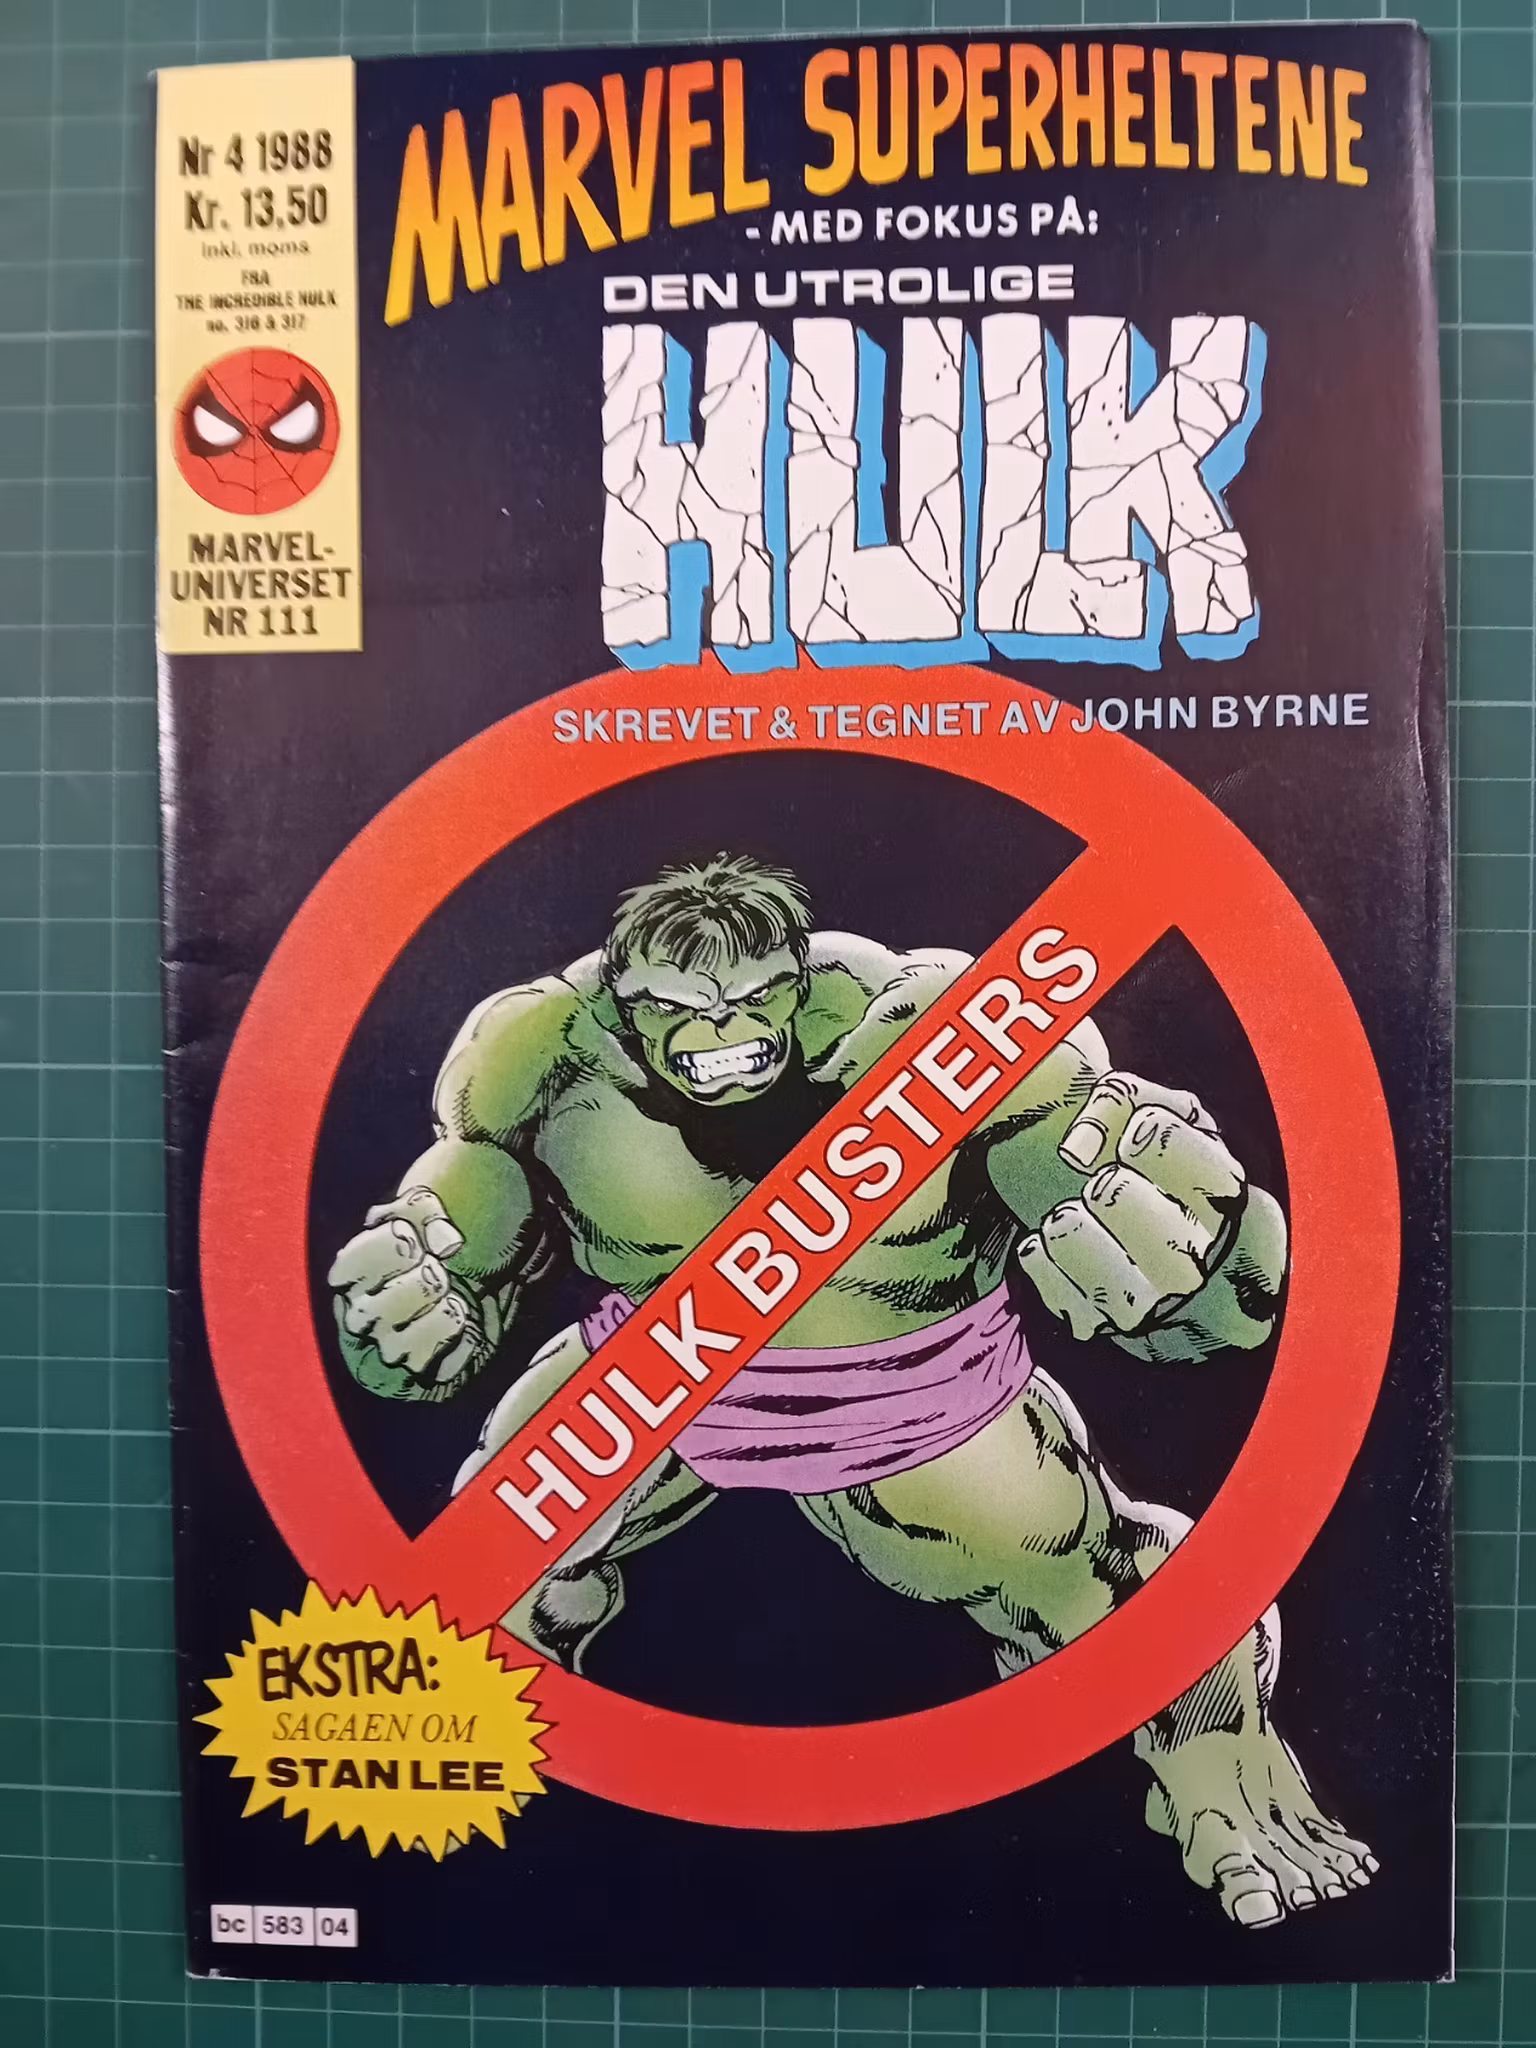 Nr 4 1988
Kr. 13,50
inkl. moms
FRA
THE INCREDIBLE HULK
no. 316 & 317
MARVEL-
UNIVERSET
NR 111
MARVEL SUPERHELTENE
- MED FOKUS PÅ:
DEN UTROLIGE
HULK
SKREVET & TEGNET AV JOHN BYRNE
HULK BUSTERS
EKSTRA:
SAGAEN OM
STAN LEE
bc 583 04